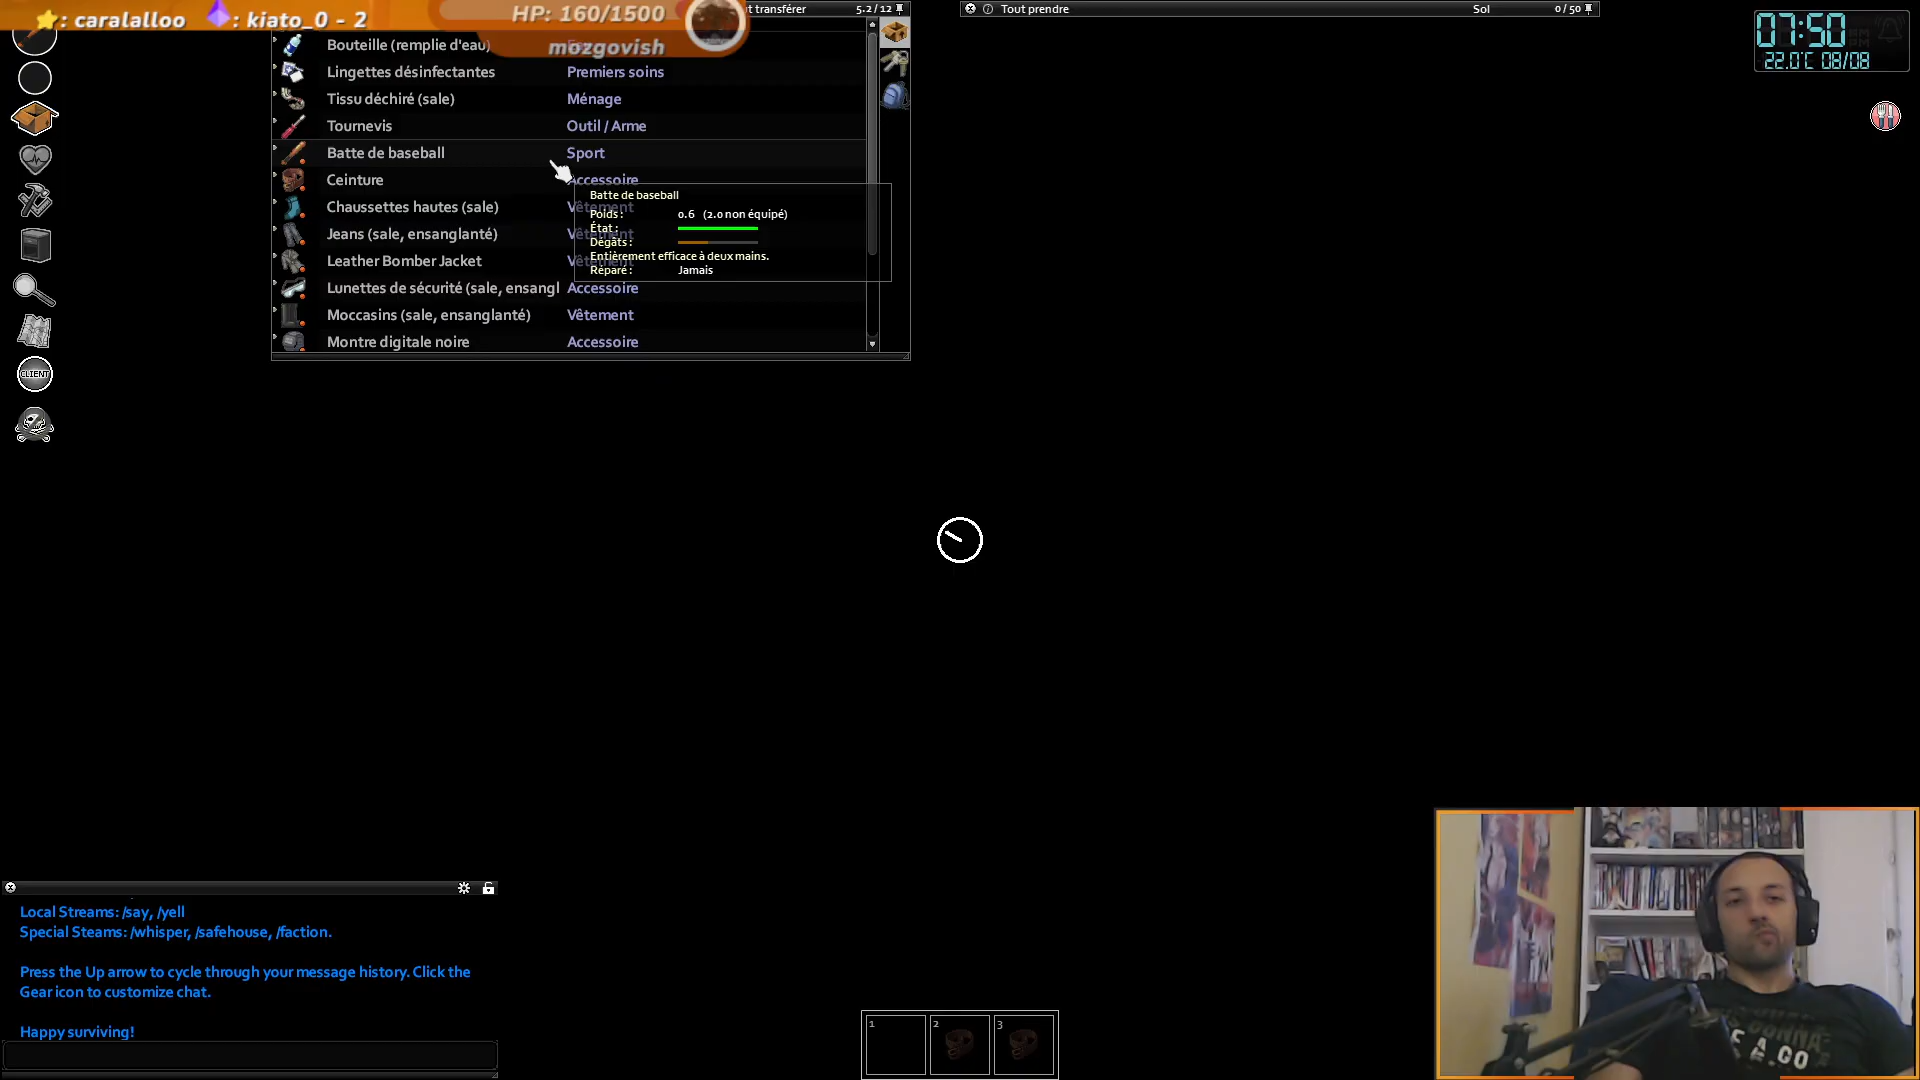 : caralalloo : kiato_0 - 2
HP: 160/1500
mozgovish
t transférer 5.2 / 12
Tout prendre Sol 0 / 50
07:50
22.0°C 08/08
Bouteille (remplie d'eau)
Lingettes désinfectantes Premiers soins
Tissu déchiré (sale) Ménage
Tournevis Outil / Arme
Batte de baseball Sport
Ceinture Accessoire
Chaussettes hautes (sale) Vêtement
Jeans (sale, ensanglanté) Vêtement
Leather Bomber Jacket Vêtement
Lunettes de sécurité (sale, ensangl Accessoire
Moccasins (sale, ensanglanté) Vêtement
Montre digitale noire Accessoire
Batte de baseball
Poids : 0.6 (2.0 non équipé)
État :
Dégâts :
Entièrement efficace à deux mains.
Réparé : Jamais
CLIENT
Local Streams: /say, /yell
Special Steams: /whisper, /safehouse, /faction.
Press the Up arrow to cycle through your message history. Click the
Gear icon to customize chat.
Happy surviving!
1 2 3